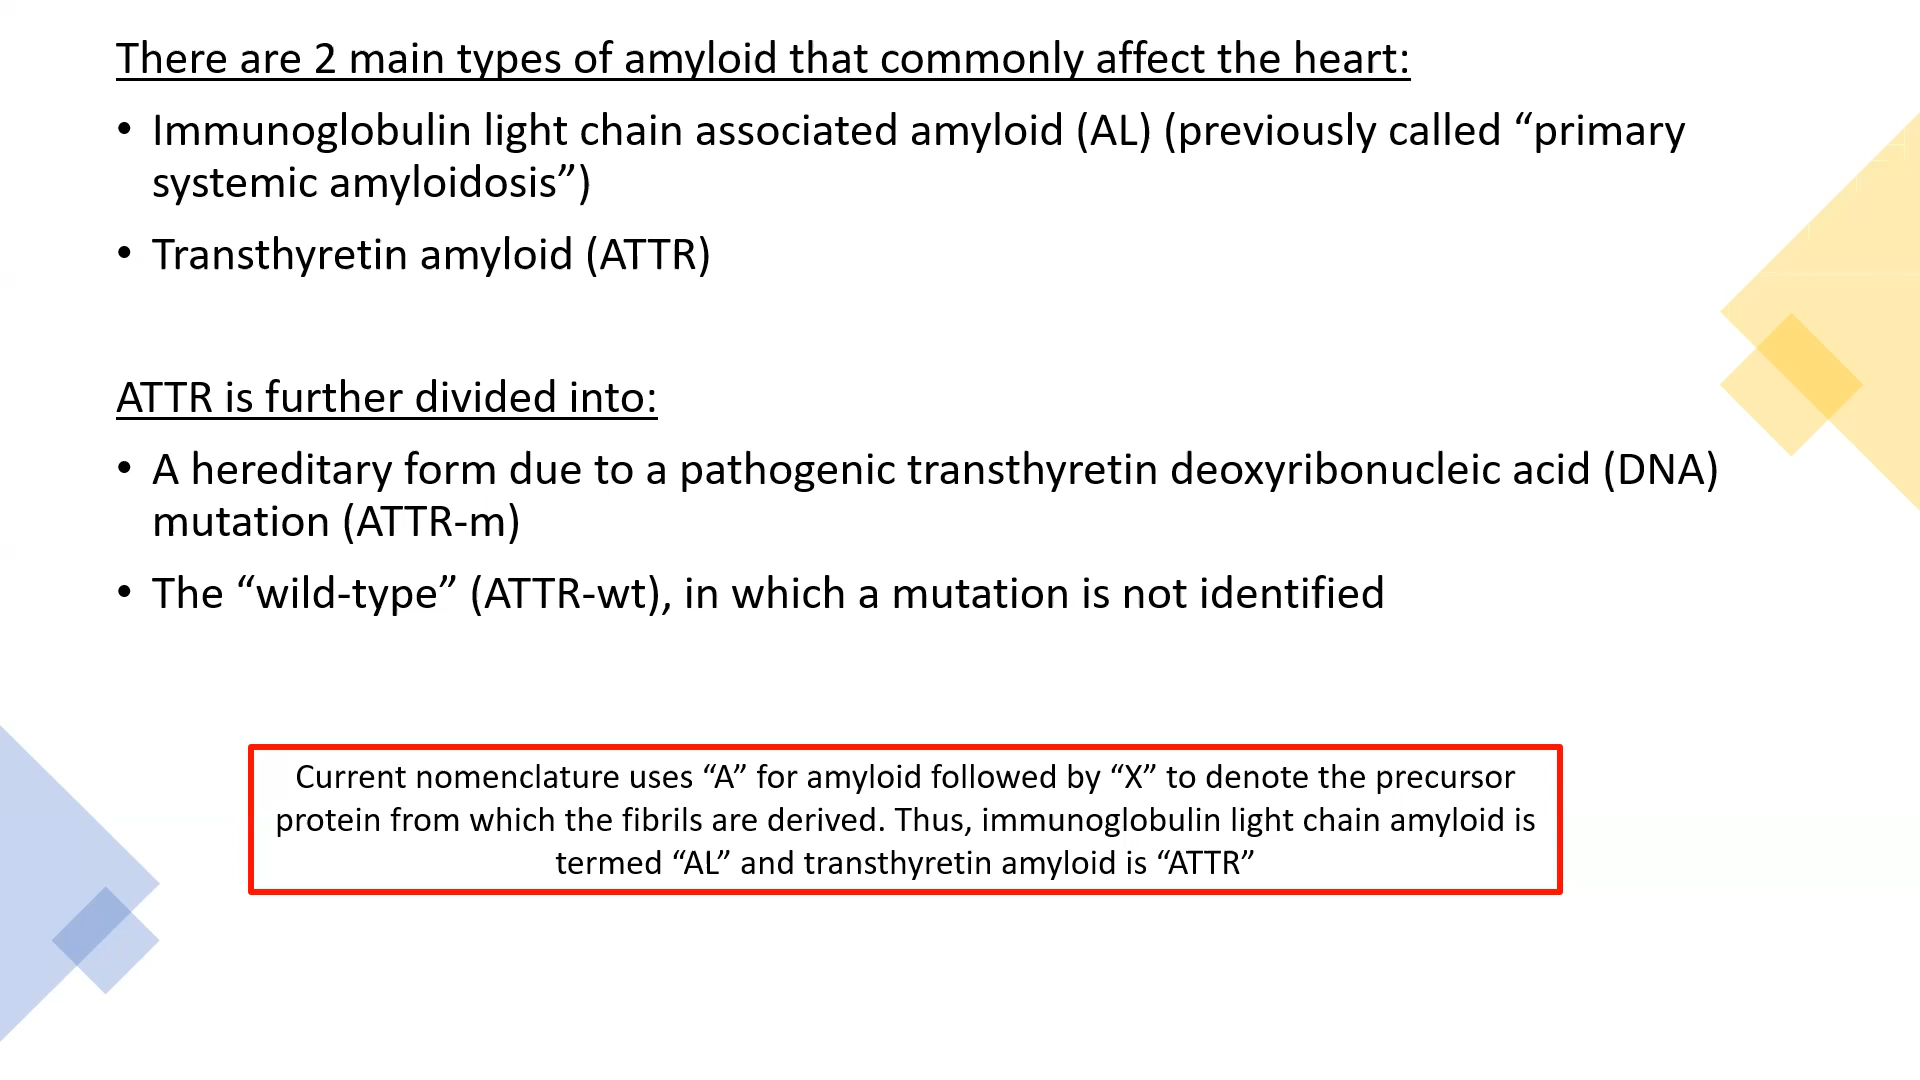 There are 2 main types of amyloid that commonly affect the heart:
• Immunoglobulin light chain associated amyloid (AL) (previously called “primary
systemic amyloidosis”)
• Transthyretin amyloid (ATTR)
ATTR is further divided into:
• A hereditary form due to a pathogenic transthyretin deoxyribonucleic acid (DNA)
mutation (ATTR-m)
• The “wild-type” (ATTR-wt), in which a mutation is not identified
Current nomenclature uses “A” for amyloid followed by “X” to denote the precursor
protein from which the fibrils are derived. Thus, immunoglobulin light chain amyloid is
termed “AL” and transthyretin amyloid is “ATTR”